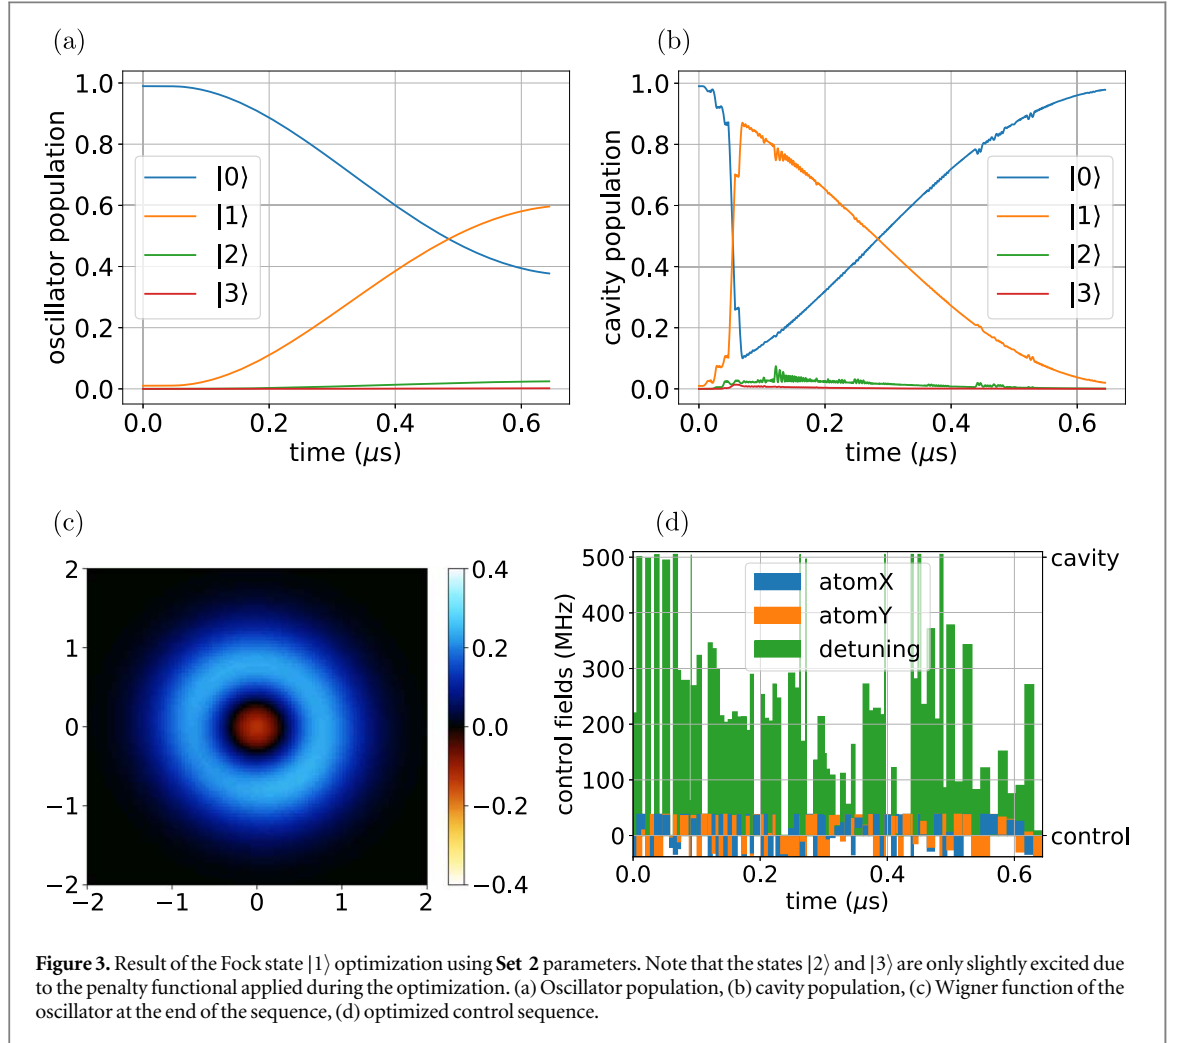 (a)
1.0
0.8
0.6
0.4
0.2
0.0
oscillator population
|0⟩
|1⟩
|2⟩
|3⟩
0.0 0.2 0.4 0.6
time (μs)
(b)
1.0
0.8
0.6
0.4
0.2
0.0
cavity population
|0⟩
|1⟩
|2⟩
|3⟩
0.0 0.2 0.4 0.6
time (μs)
(c)
2
1
0
−1
−2
−2 −1 0 1 2
0.4
0.2
0.0
−0.2
−0.4
(d)
500
400
300
200
100
0
control fields (MHz)
atomX
atomY
detuning
cavity
control
0.0 0.2 0.4 0.6
time (μs)
Figure 3. Result of the Fock state |1⟩ optimization using Set 2 parameters. Note that the states |2⟩ and |3⟩ are only slightly excited due
to the penalty functional applied during the optimization. (a) Oscillator population, (b) cavity population, (c) Wigner function of the
oscillator at the end of the sequence, (d) optimized control sequence.